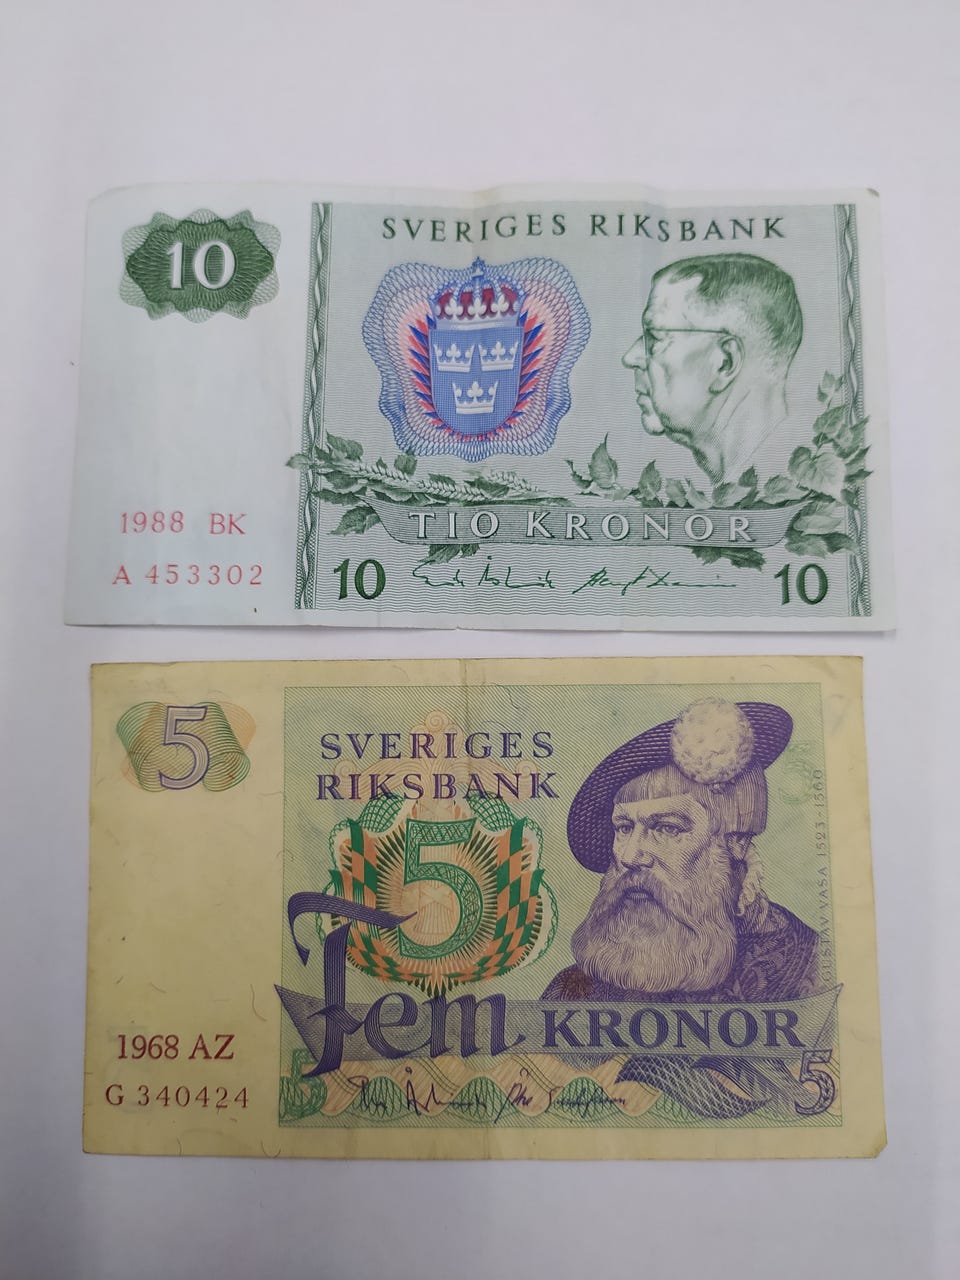 10
SVERIGES RIKSBANK
TIO KRONOR
1988 BK
A 453302
10
10
5
SVERIGES
RIKSBANK
5
5
GUSTAV VASA 1523-1560
Fem KRONOR
1968 AZ
G 340424
5
5